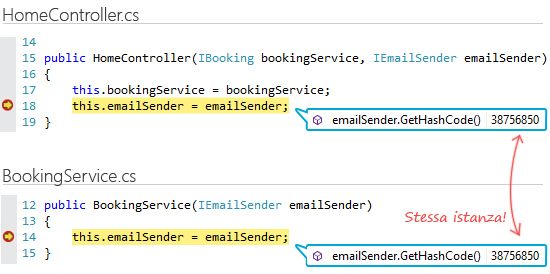 HomeController.cs
14
15 public HomeController(IBooking bookingService, IEmailSender emailSender)
16 {
17 this.bookingService = bookingService;
18 this.emailSender = emailSender;
19 }
emailSender.GetHashCode() 38756850
BookingService.cs
12 public BookingService(IEmailSender emailSender)
13 {
Stessa istanza!
14 this.emailSender = emailSender;
15 }
emailSender.GetHashCode() 38756850